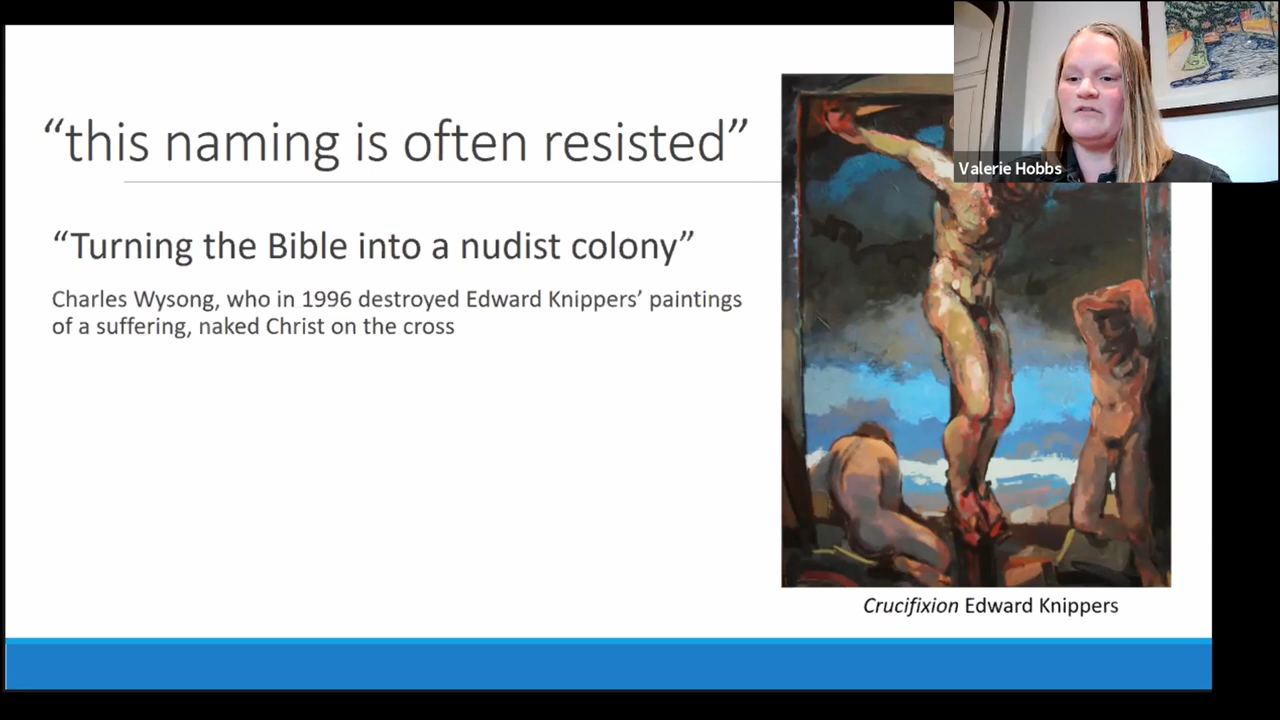 “this naming is often resisted”
Valerie Hobbs
“Turning the Bible into a nudist colony”
Charles Wysong, who in 1996 destroyed Edward Knippers’ paintings
of a suffering, naked Christ on the cross
Crucifixion Edward Knippers